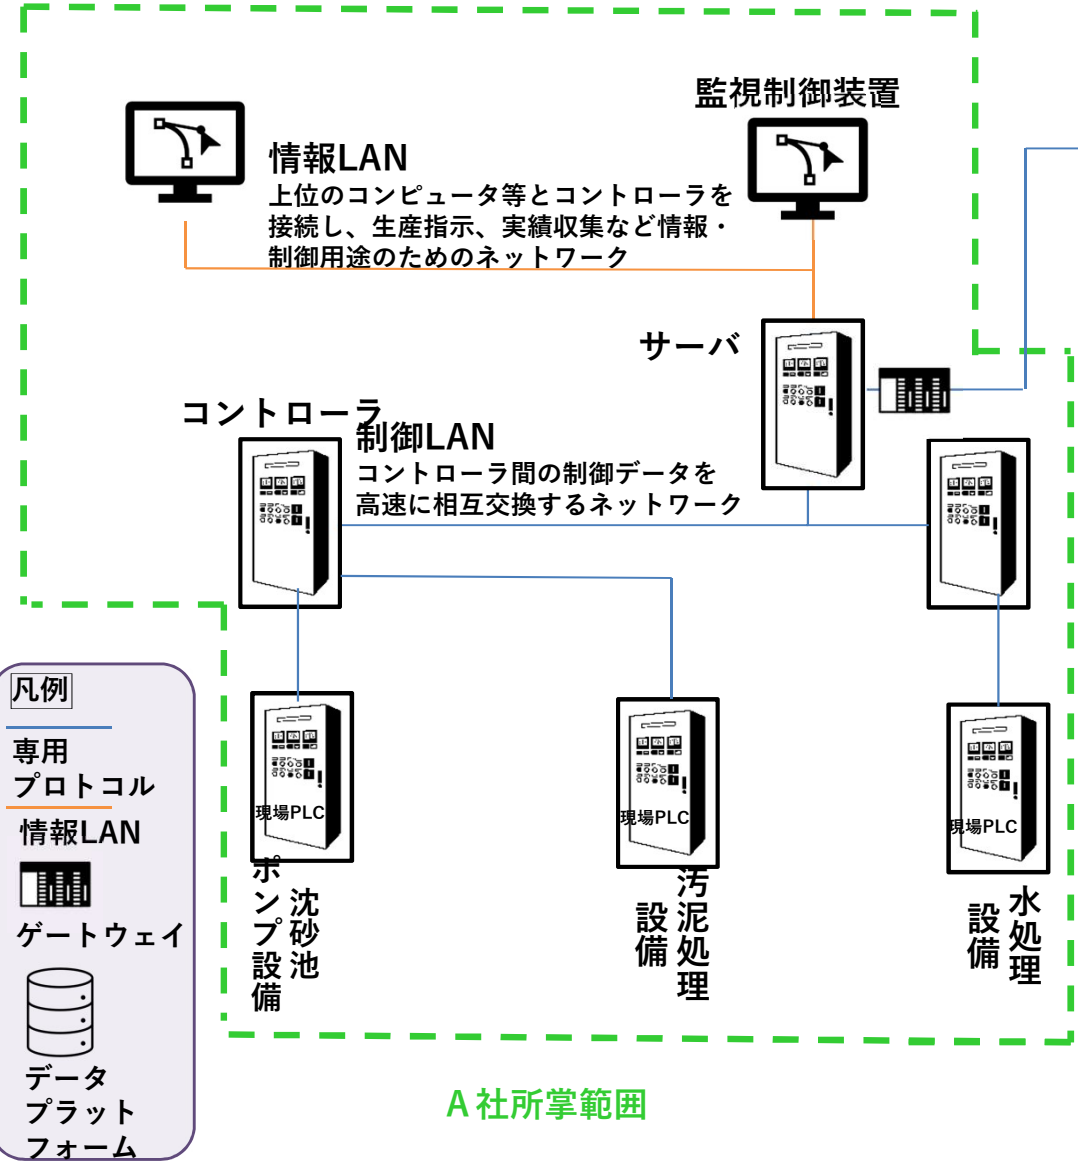 監視制御装置
情報LAN
上位のコンピュータ等とコントローラを
接続し、生産指示、実績収集など情報・
制御用途のためのネットワーク
サーバ
コントローラ
制御LAN
コントローラ間の制御データを
高速に相互交換するネットワーク
凡例
専用
プロトコル
情報LAN
ゲートウェイ
データ
プラット
フォーム
現場PLC
現場PLC
現場PLC
沈砂池
ポンプ設備
汚泥処理
設備
水処理
設備
A社所掌範囲